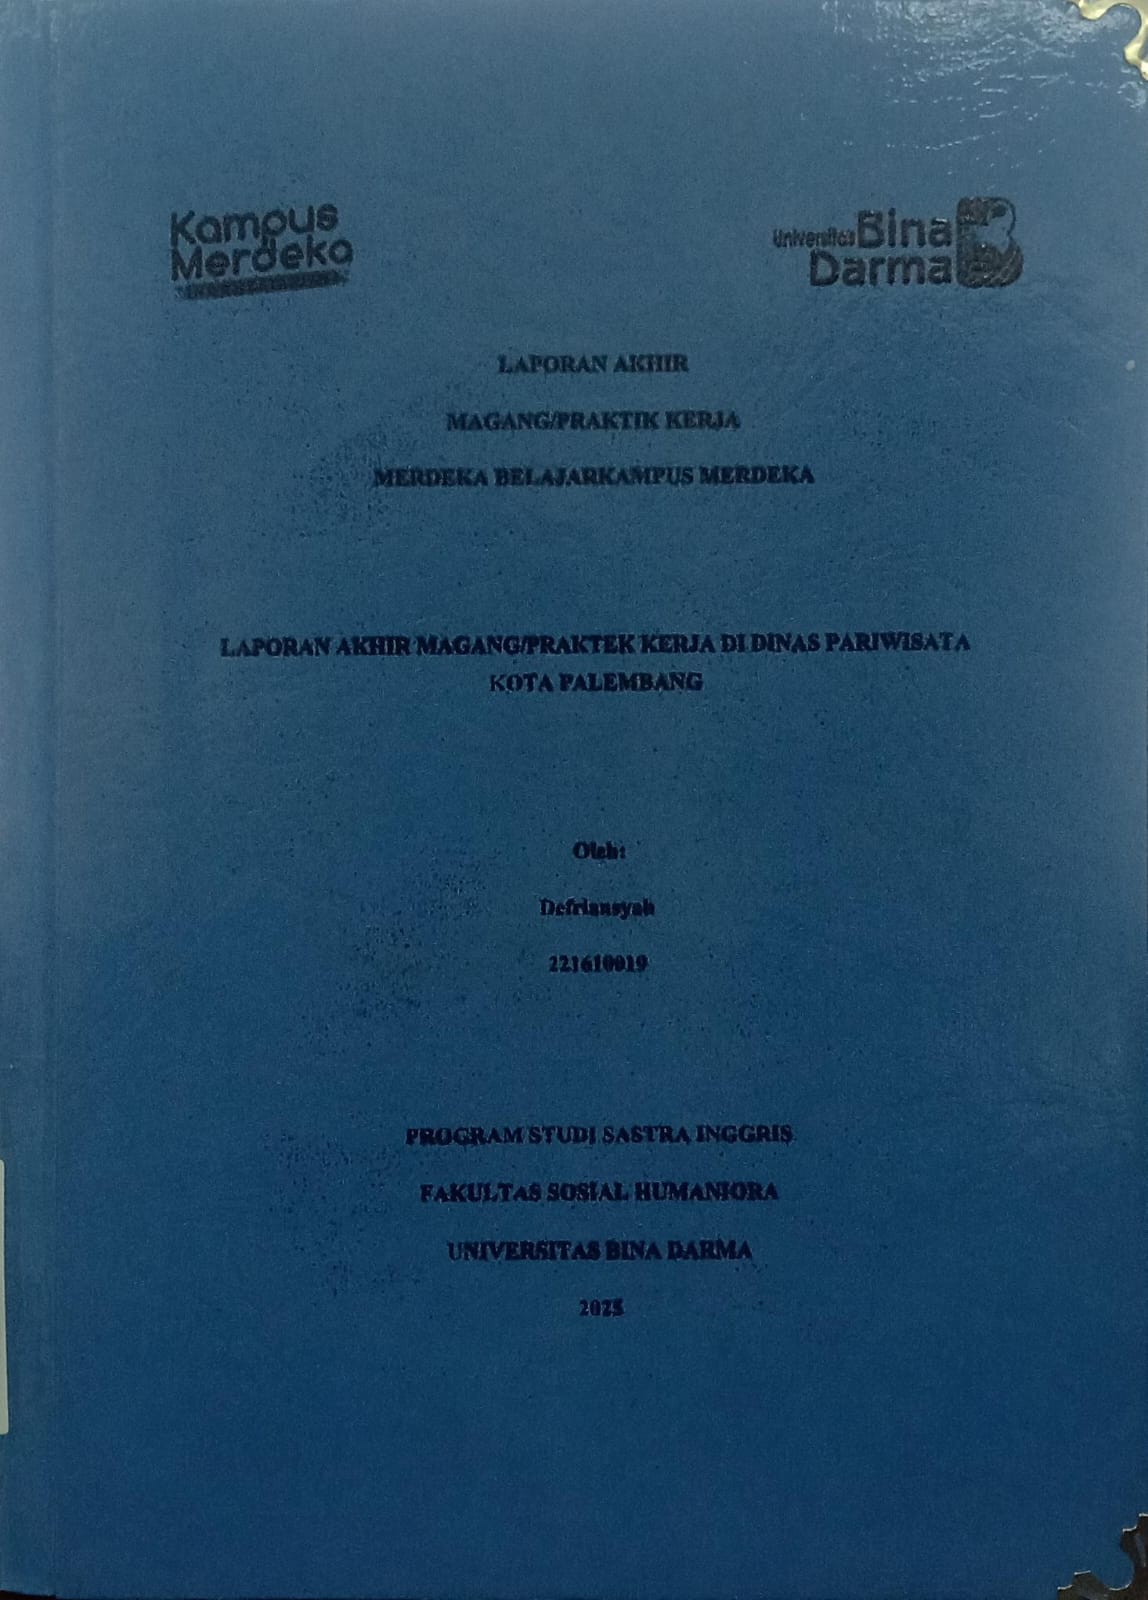 Kampus
Merdeka
Universitas Bina
Darma
LAPORAN AKHIR
MAGANG/PRAKTIK KERJA
MERDEKA BELAJARKAMPUS MERDEKA
LAPORAN AKHIR MAGANG/PRAKTEK KERJA DI DINAS PARIWISATA
KOTA PALEMBANG
Oleh:
Defriansyah
221610019
PROGRAM STUDI SASTRA INGGRIS
FAKULTAS SOSIAL HUMANIORA
UNIVERSITAS BINA DARMA
2025